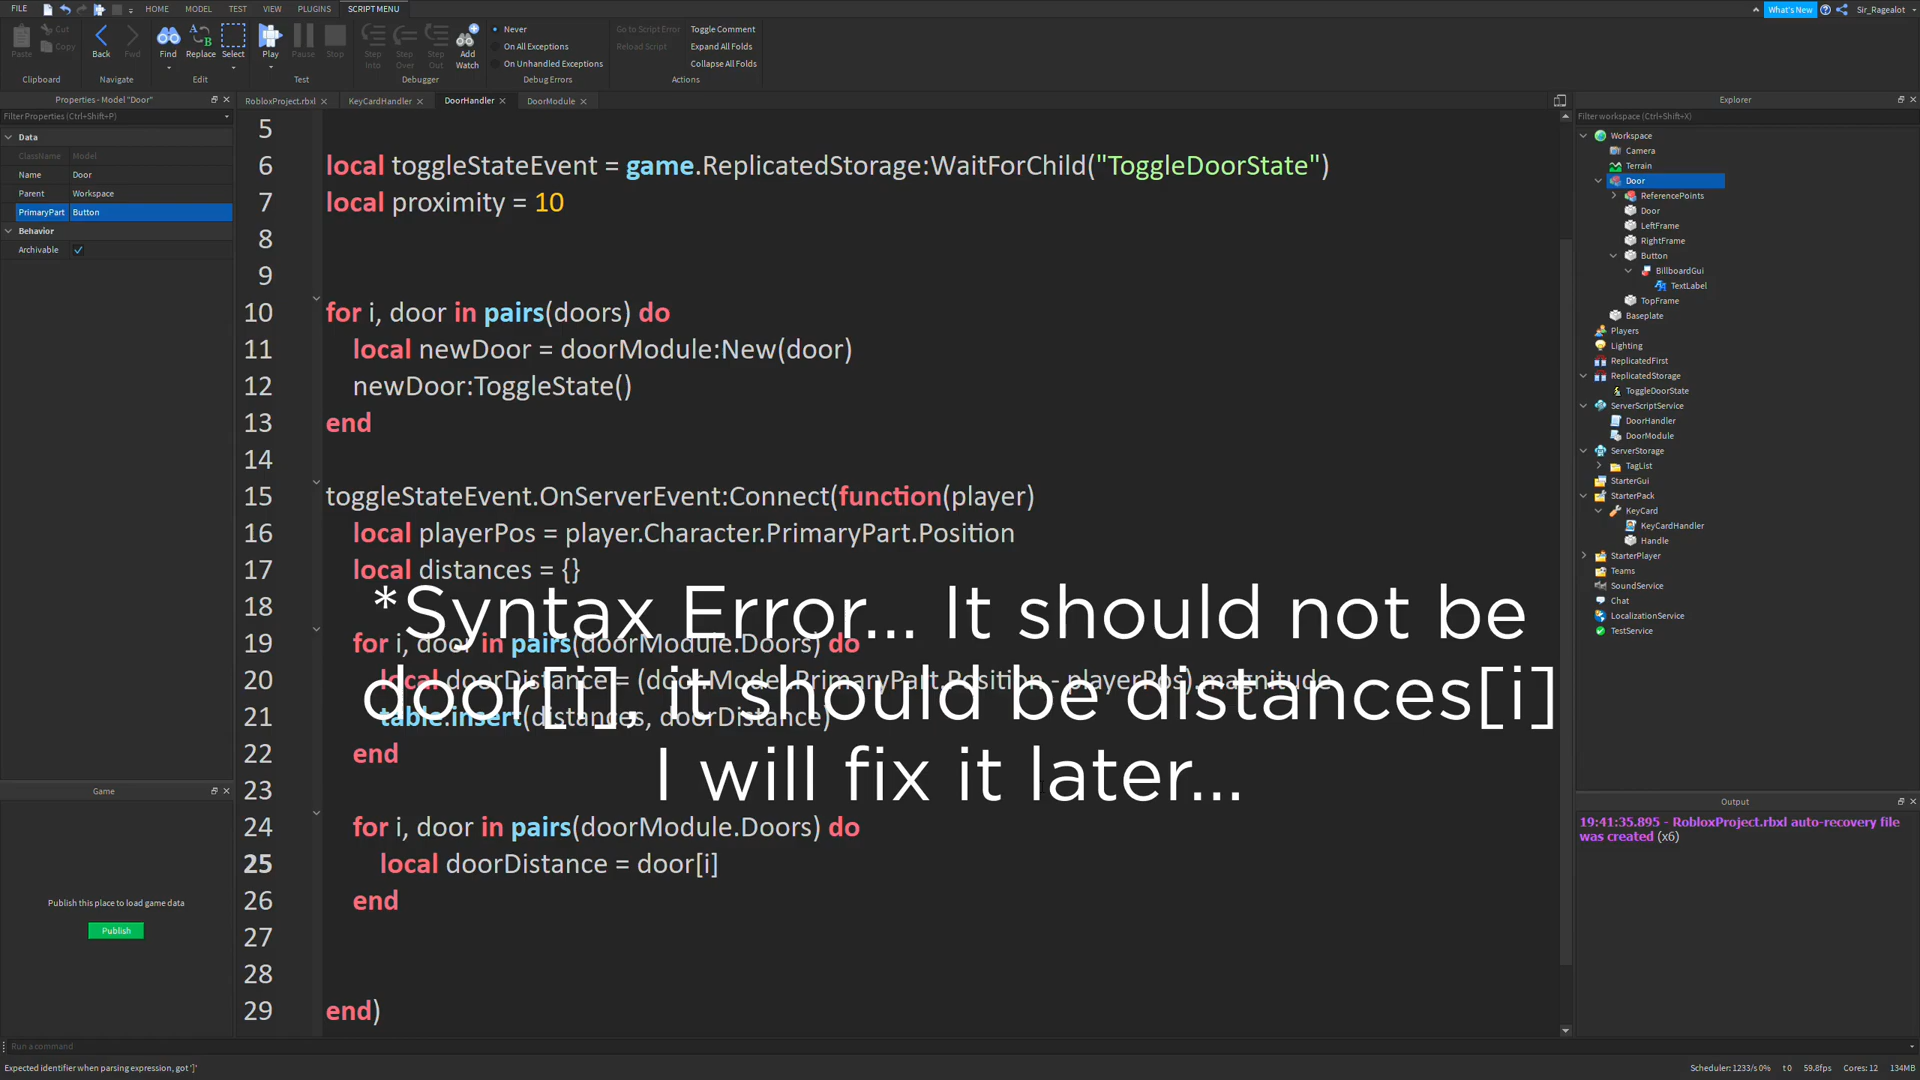 FILE HOME MODEL TEST VIEW PLUGINS SCRIPT MENU What's New Sir_Ragealot
Paste Cut Copy Back Fwd Find Replace Select Play Pause Stop Step Into Step Over Step Out Add Watch
Never
On All Exceptions
On Unhandled Exceptions
Go to Script Error
Reload Script
Toggle Comment
Expand All Folds
Collapse All Folds
Clipboard Navigate Edit Test Debugger Debug Errors Actions
Properties - Model "Door"
Filter Properties (Ctrl+Shift+P)
Data
ClassName Model
Name Door
Parent Workspace
PrimaryPart Button
Behavior
Archivable
Game
Publish this place to load game data
Publish
RobloxProject.rbxl KeyCardHandler DoorHandler DoorModule
5
6 local toggleStateEvent = game.ReplicatedStorage:WaitForChild("ToggleDoorState")
7 local proximity = 10
8
9
10 for i, door in pairs(doors) do
11 local newDoor = doorModule:New(door)
12 newDoor:ToggleState()
13 end
14
15 toggleStateEvent.OnServerEvent:Connect(function(player)
16 local playerPos = player.Character.PrimaryPart.Position
17 local distances = {}
18
19 for i, door in pairs(doorModule.Doors) do
20 local doorDistance = (door.Model.PrimaryPart.Position - playerPos).magnitude
21 table.insert(distances, doorDistance)
22 end
23
24 for i, door in pairs(doorModule.Doors) do
25 local doorDistance = door[i]
26 end
27
28
29 end)
*Syntax Error... It should not be
door[i], it should be distances[i]
I will fix it later...
Explorer
Filter workspace (Ctrl+Shift+X)
Workspace
Camera
Terrain
Door
ReferencePoints
Door
LeftFrame
RightFrame
Button
BillboardGui
TextLabel
TopFrame
Baseplate
Players
Lighting
ReplicatedFirst
ReplicatedStorage
ToggleDoorState
ServerScriptService
DoorHandler
DoorModule
ServerStorage
TagList
StarterGui
StarterPack
KeyCard
KeyCardHandler
Handle
StarterPlayer
Teams
SoundService
Chat
LocalizationService
TestService
Output
19:41:35.895 - RobloxProject.rbxl auto-recovery file
was created (x6)
Run a command
Expected identifier when parsing expression, got ']'
Scheduler: 1233/s 0% t 0 59.8fps Cores: 12 134MB